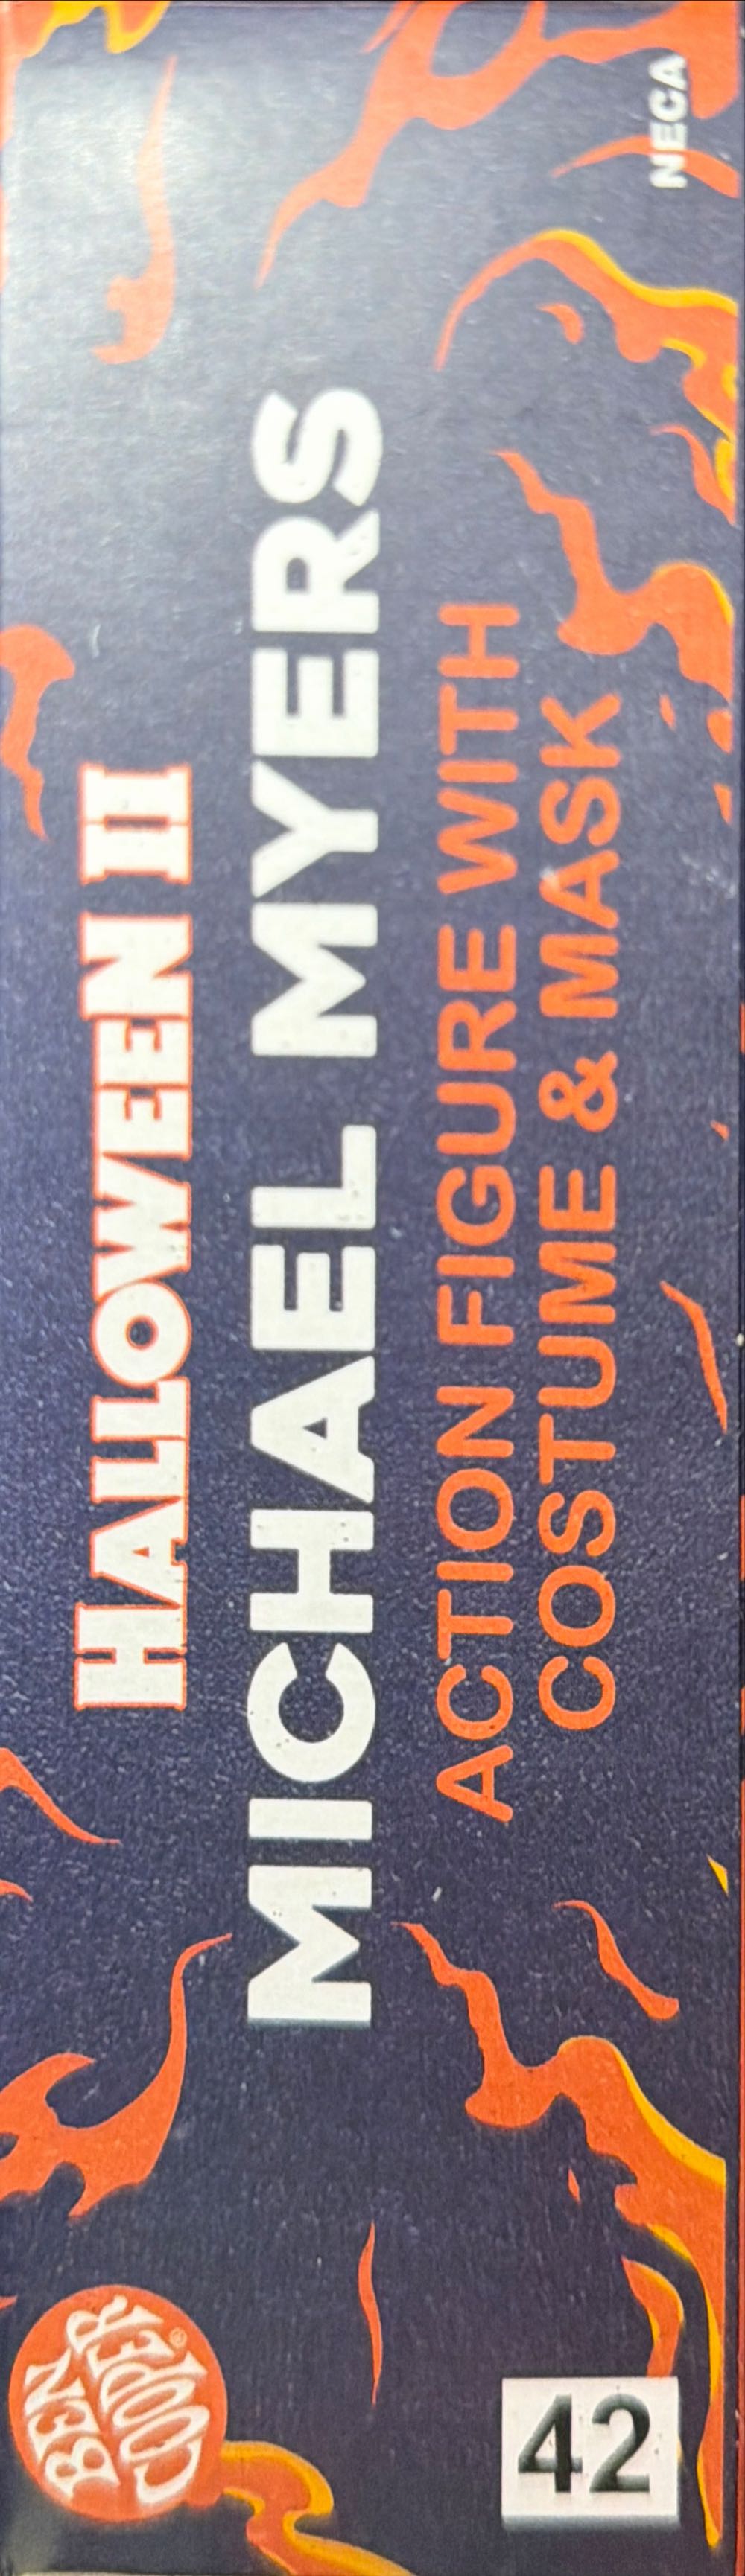 BEN
COOPER®
HALLOWEEN II
MICHAEL MYERS
ACTION FIGURE WITH
COSTUME & MASK
42
NECA